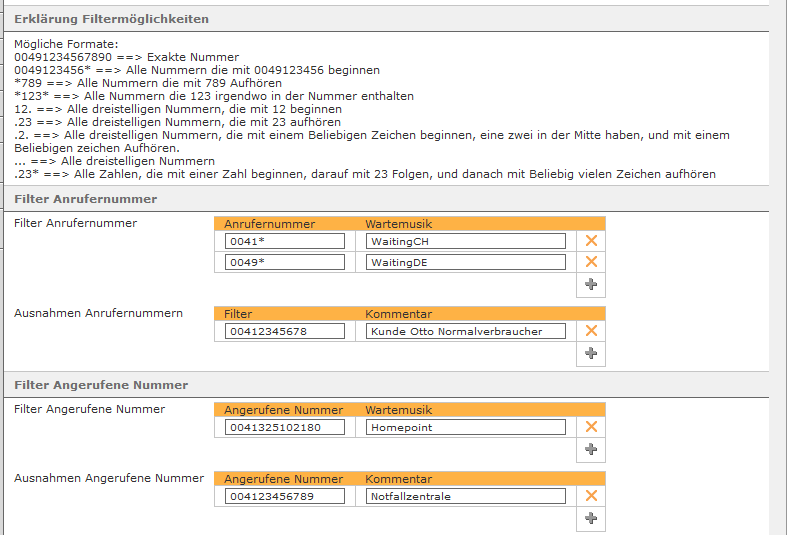 Erklärung Filtermöglichkeiten
Mögliche Formate:
00491234567890 ==> Exakte Nummer
0049123456* ==> Alle Nummern die mit 0049123456 beginnen
*789 ==> Alle Nummern die mit 789 Aufhören
*123* ==> Alle Nummern die 123 irgendwo in der Nummer enthalten
12. ==> Alle dreistelligen Nummern, die mit 12 beginnen
.23 ==> Alle dreistelligen Nummern, die mit 23 aufhören
.2. ==> Alle dreistelligen Nummern, die mit einem Beliebigen Zeichen beginnen, eine zwei in der Mitte haben, und mit einem
Beliebigen zeichen Aufhören.
... ==> Alle dreistelligen Nummern
.23* ==> Alle Zahlen, die mit einer Zahl beginnen, darauf mit 23 Folgen, und danach mit Beliebig vielen Zeichen aufhören
Filter Anrufernummer
Filter Anrufernummer
Anrufernummer Wartemusik
0041* WaitingCH
0049* WaitingDE
Ausnahmen Anrufernummern
Filter Kommentar
00412345678 Kunde Otto Normalverbraucher
Filter Angerufene Nummer
Filter Angerufene Nummer
Angerufene Nummer Wartemusik
0041325102180 Homepoint
Ausnahmen Angerufene Nummer
Angerufene Nummer Kommentar
004123456789 Notfallzentrale